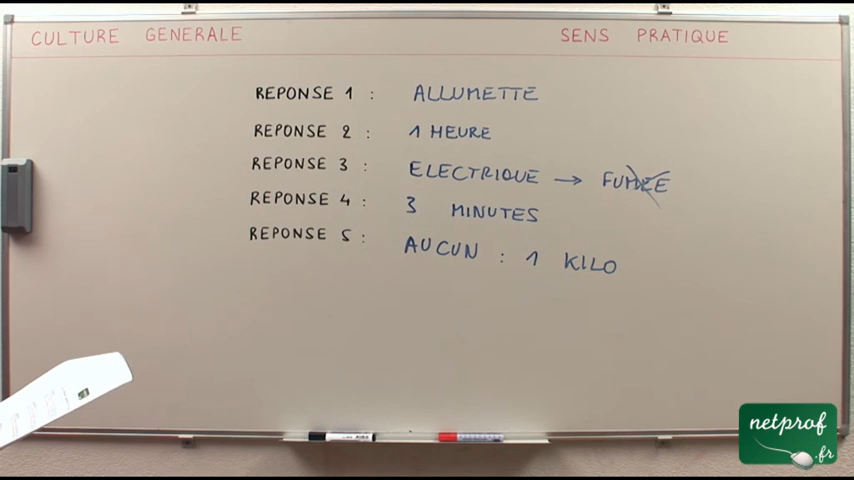 CULTURE GENERALE SENS PRATIQUE
REPONSE 1 : ALLUMETTE
REPONSE 2 : 1 HEURE
REPONSE 3 : ELECTRIQUE → FUMEE
REPONSE 4 : 3 MINUTES
REPONSE 5 : AUCUN : 1 KILO
netprof
.fr